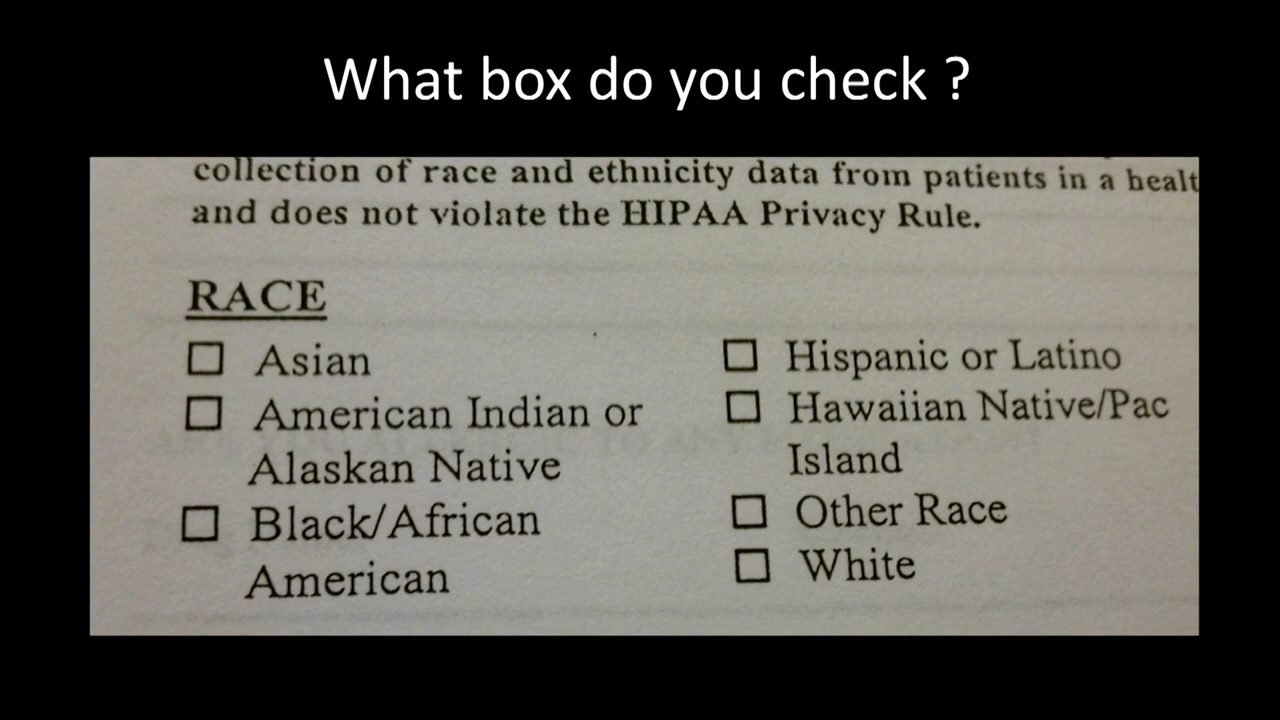 What box do you check ?
collection of race and ethnicity data from patients in a healt
and does not violate the HIPAA Privacy Rule.
RACE
☐ Asian
☐ American Indian or
Alaskan Native
☐ Black/African
American
☐ Hispanic or Latino
☐ Hawaiian Native/Pac
Island
☐ Other Race
☐ White